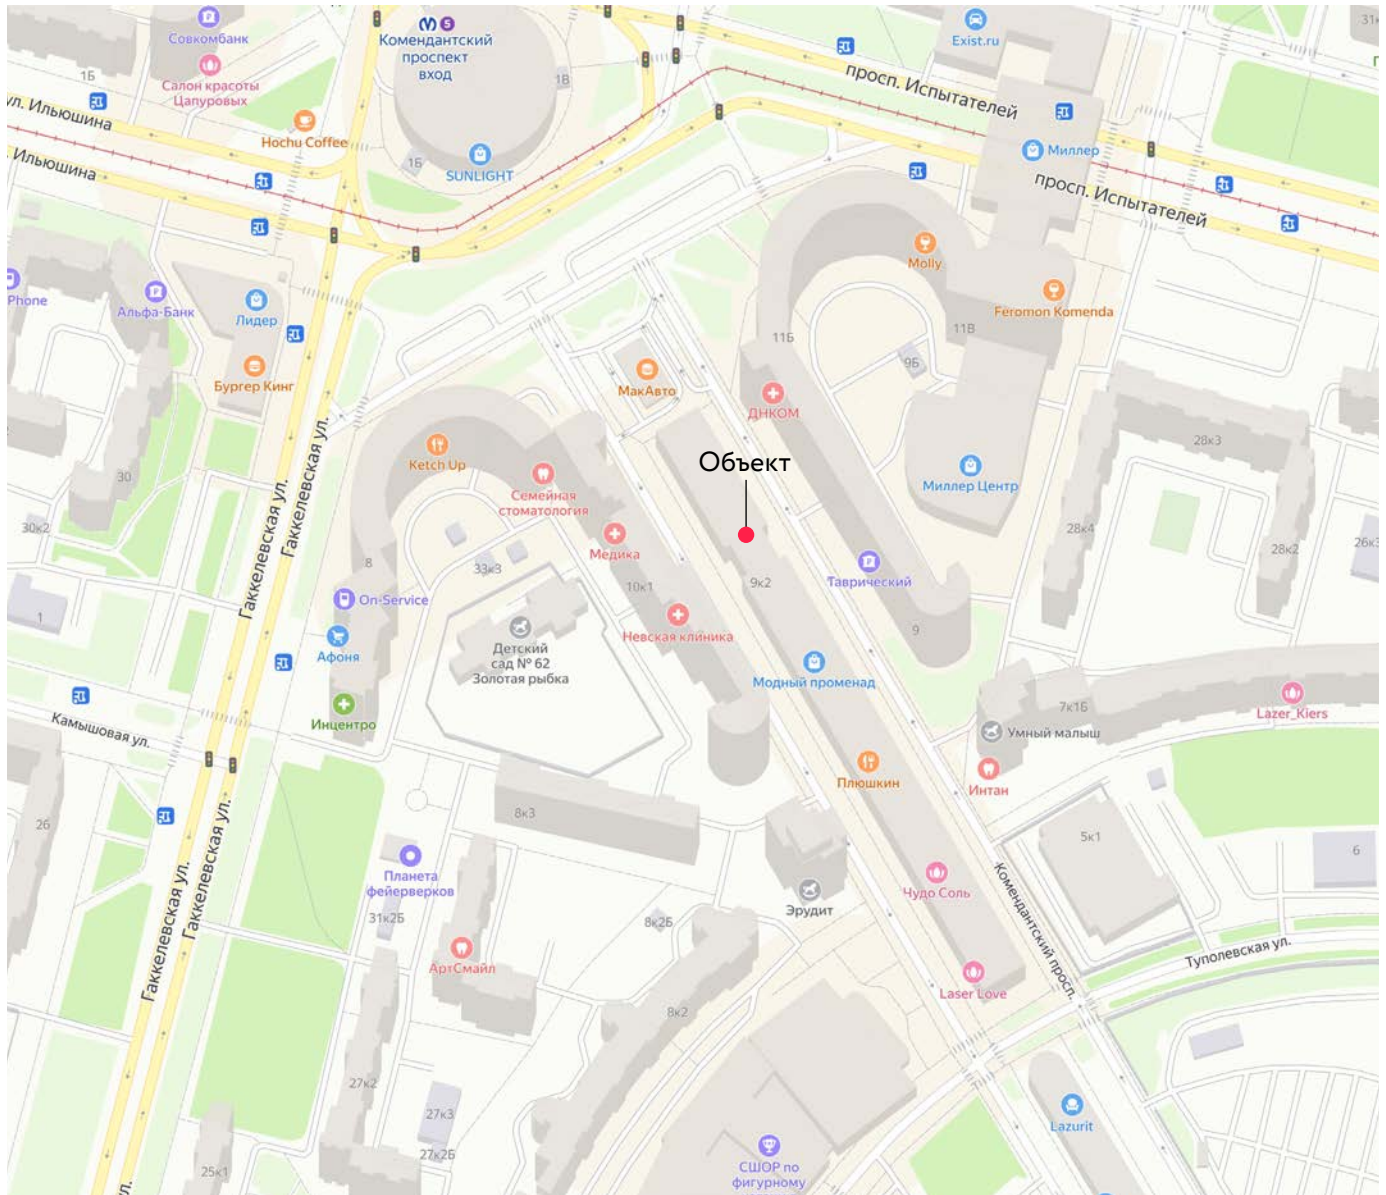 Совкомбанк
Салон красоты
Цапуровых
1Б
Hochu Coffee
5
Комендантский
проспект
вход
1В
SUNLIGHT
1Б
Exist.ru
просп. Испытателей
Миллер
просп. Испытателей
31к
ул. Ильюшина
. Ильюшина
Phone
Альфа-Банк
Лидер
Бургер Кинг
Molly
Feromon Komenda
11В
11Б
9Б
МакАвто
ДНКОМ
Ketch Up
Семейная
стоматология
Объект
Миллер Центр
28к3
28к4
28к2
26к3
30
30к2
Гаккелевская ул.
Гаккелевская ул.
Медика
8
33к3
10к1
9к2
Таврический
9
1
On-Service
Афоня
Детский
сад № 62
Золотая рыбка
Невская клиника
Модный променад
Инцентро
Камышовая ул.
7к1Б
Lazer_Kiers
Умный малыш
Интан
Плюшкин
8к3
26
5к1
6
Планета
фейерверков
31к2Б
Эрудит
Чудо Соль
Комендантский просп.
8к2Б
Гаккелевская ул.
Гаккелевская ул.
АртСмайл
Laser Love
Туполевская ул.
8к2
27к2
27к3
27к2Б
25к1
Lazurit
СШОР по
фигурному
ул.